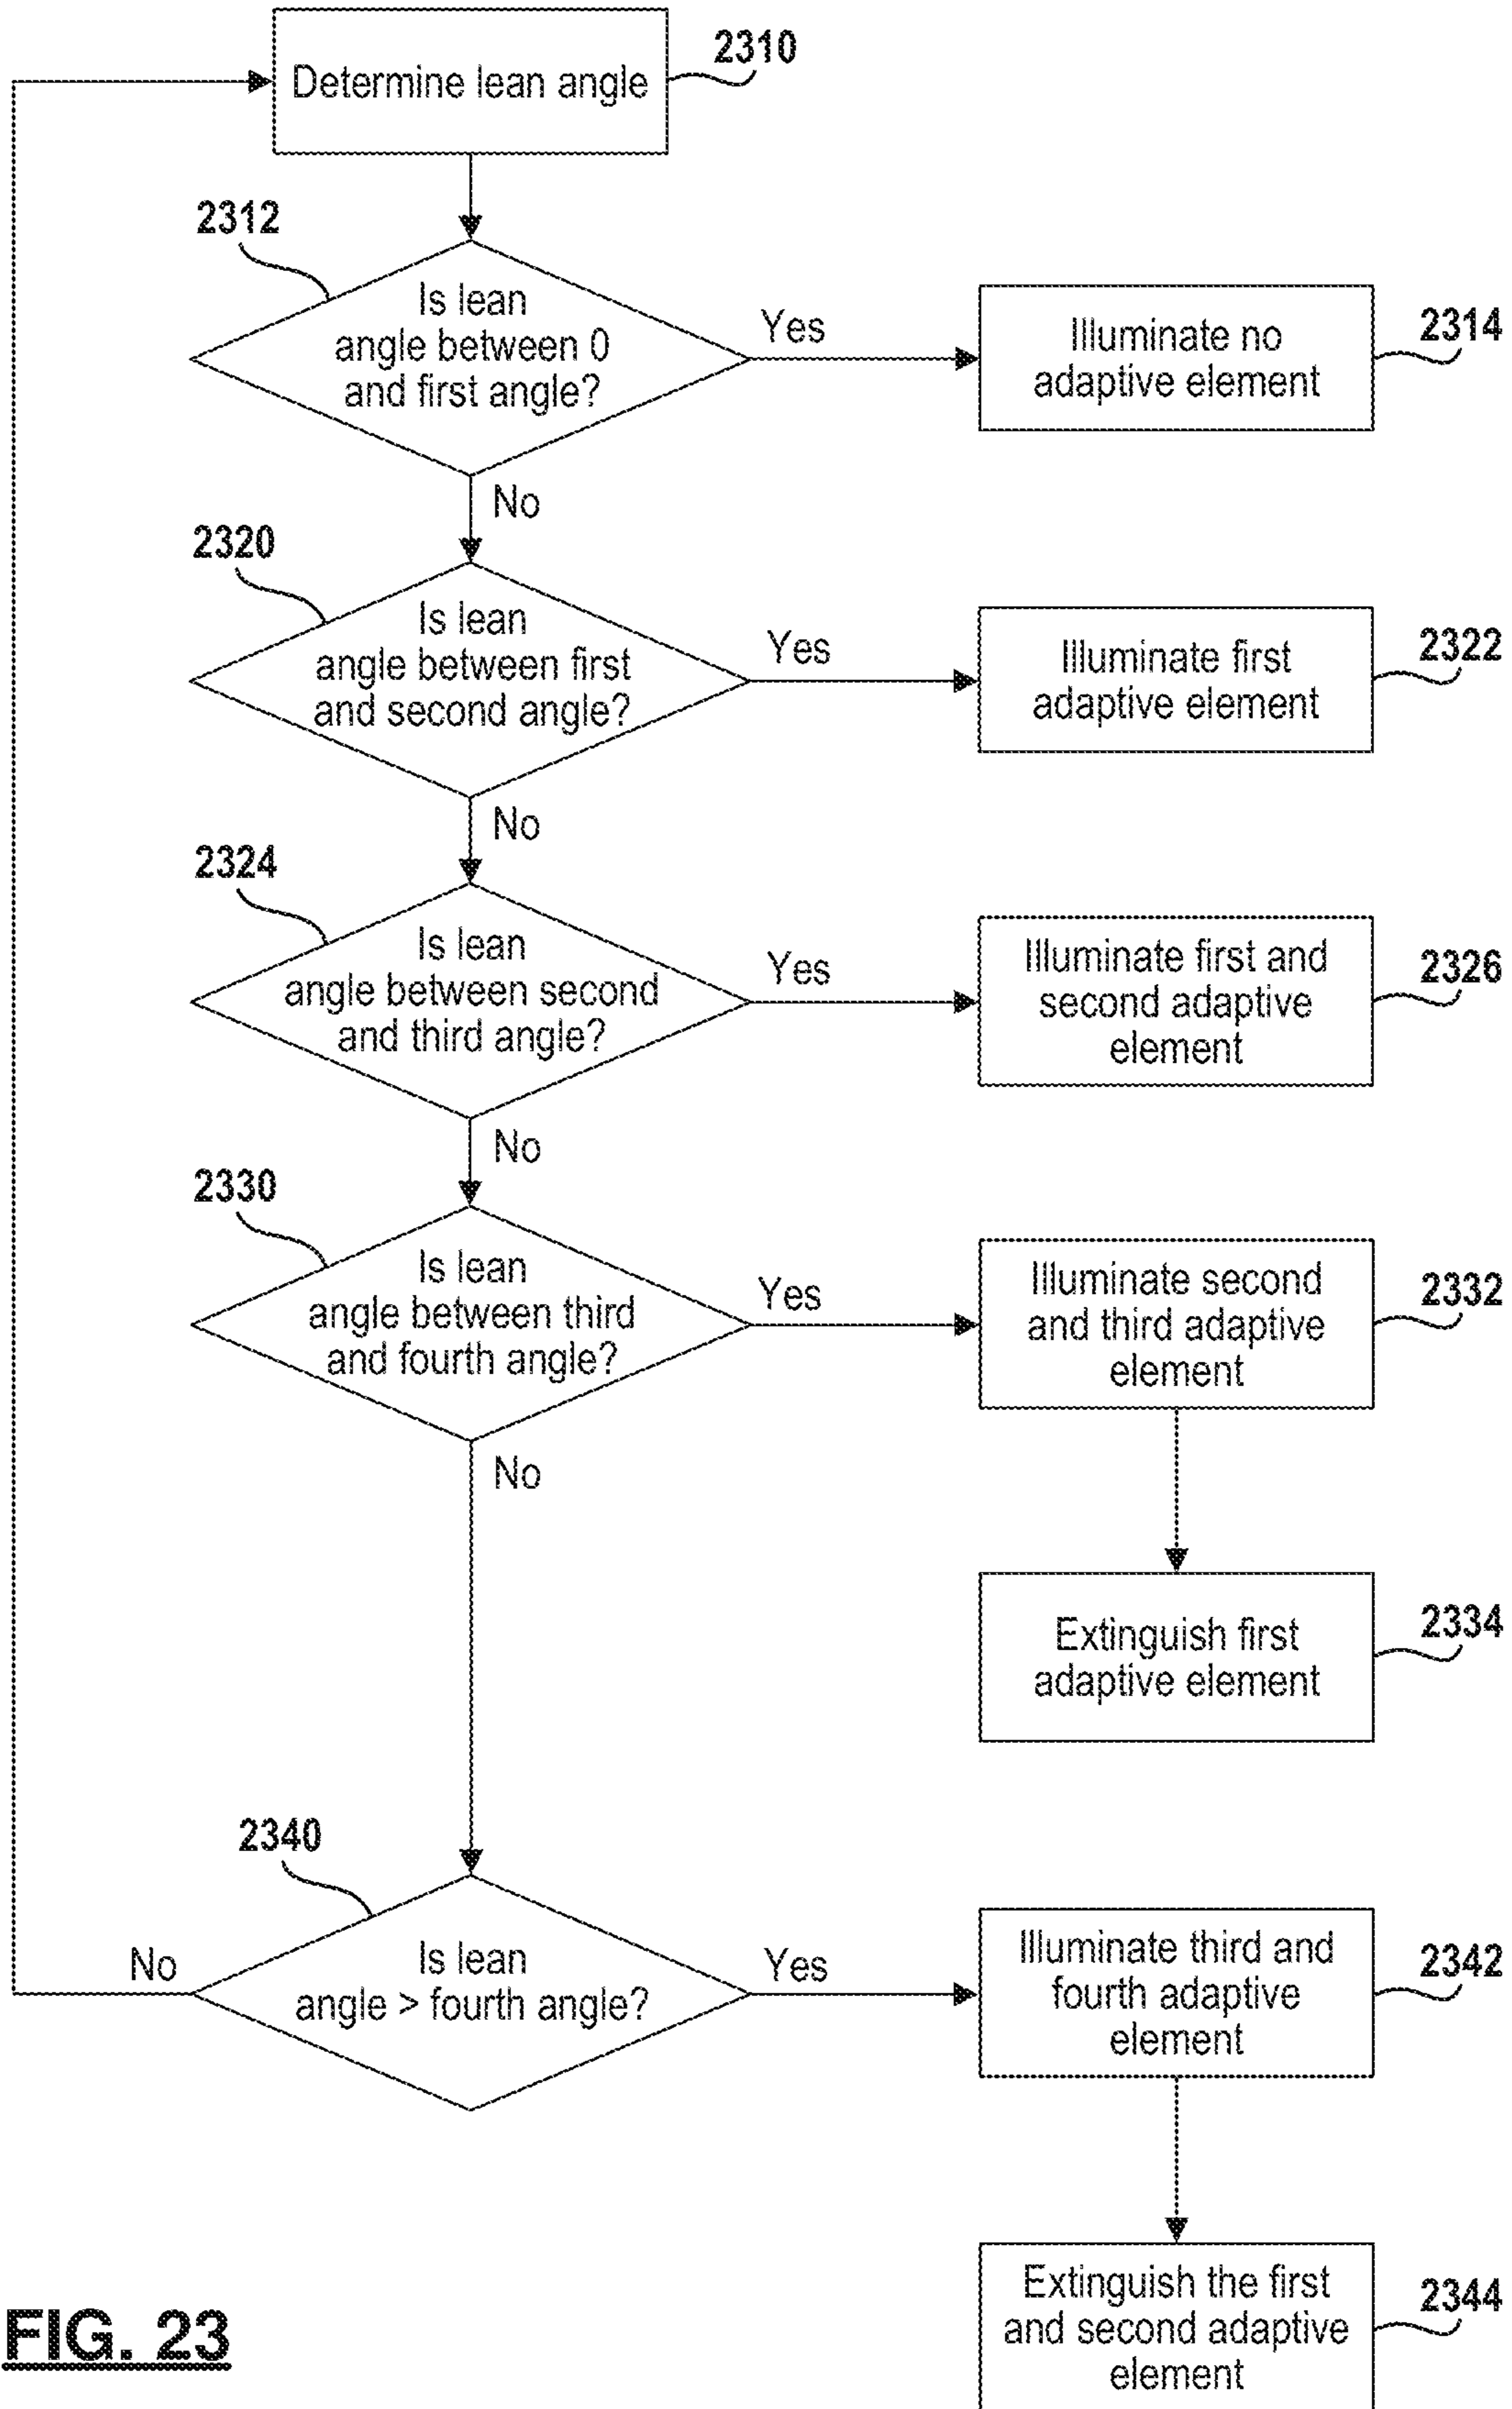 Determine lean angle
2310
2312
Is lean
angle between 0
and first angle?
Yes
Illuminate no
adaptive element
2314
No
2320
Is lean
angle between first
and second angle?
Yes
Illuminate first
adaptive element
2322
No
2324
Is lean
angle between second
and third angle?
Yes
Illuminate first and
second adaptive
element
2326
No
2330
Is lean
angle between third
and fourth angle?
Yes
Illuminate second
and third adaptive
element
2332
No
Extinguish first
adaptive element
2334
2340
No
Is lean
angle > fourth angle?
Yes
Illuminate third and
fourth adaptive
element
2342
Extinguish the first
and second adaptive
element
2344
FIG. 23